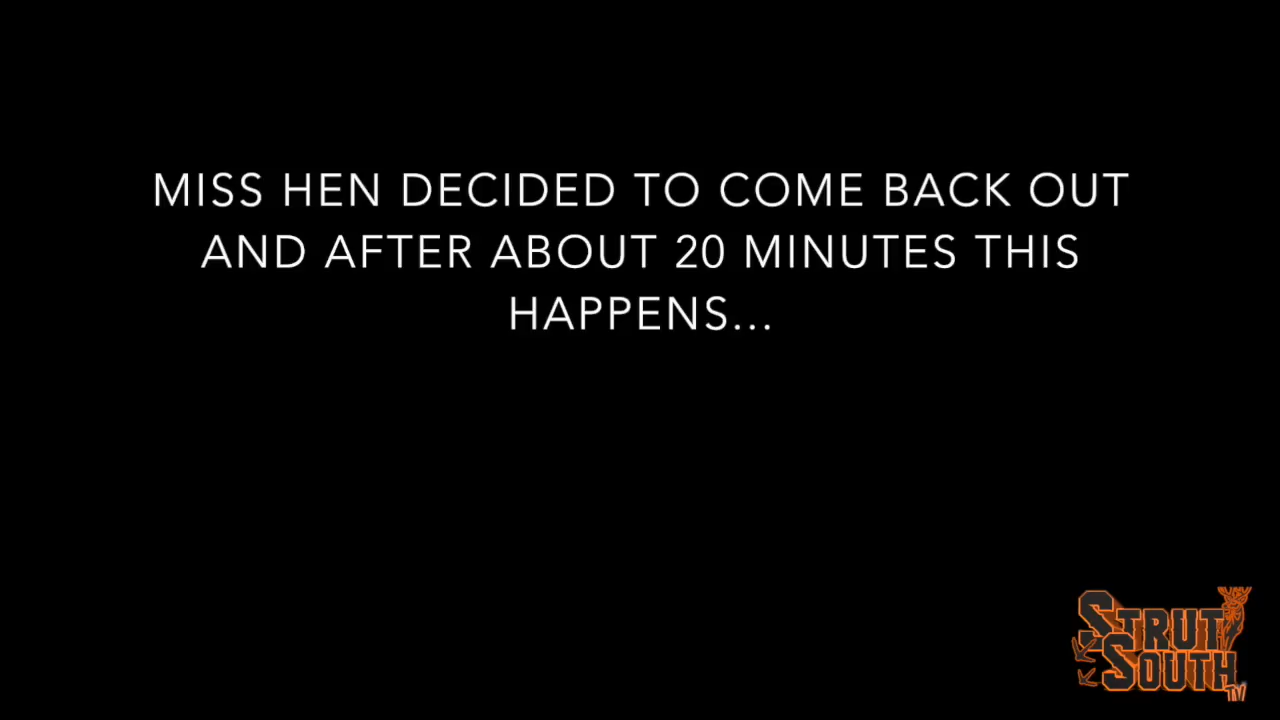 MISS HEN DECIDED TO COME BACK OUT
AND AFTER ABOUT 20 MINUTES THIS
HAPPENS...
STRUT
SOUTH
TV